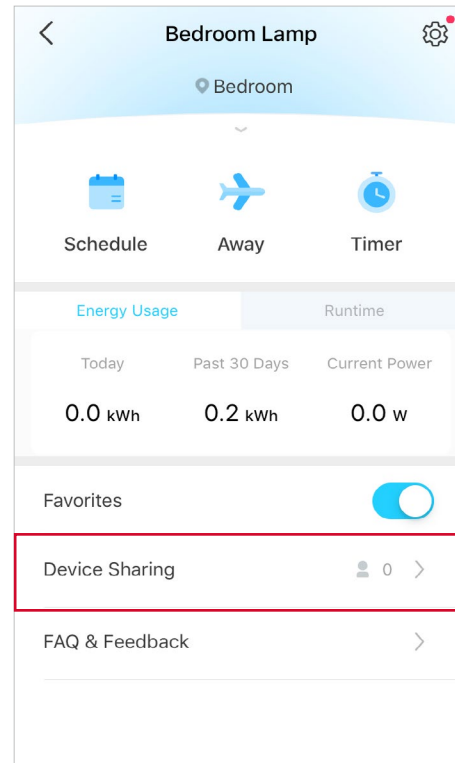 Bedroom Lamp
Bedroom
Schedule Away Timer
Energy Usage Runtime
Today Past 30 Days Current Power
0.0 kWh 0.2 kWh 0.0 W
Favorites
Device Sharing 0
FAQ & Feedback